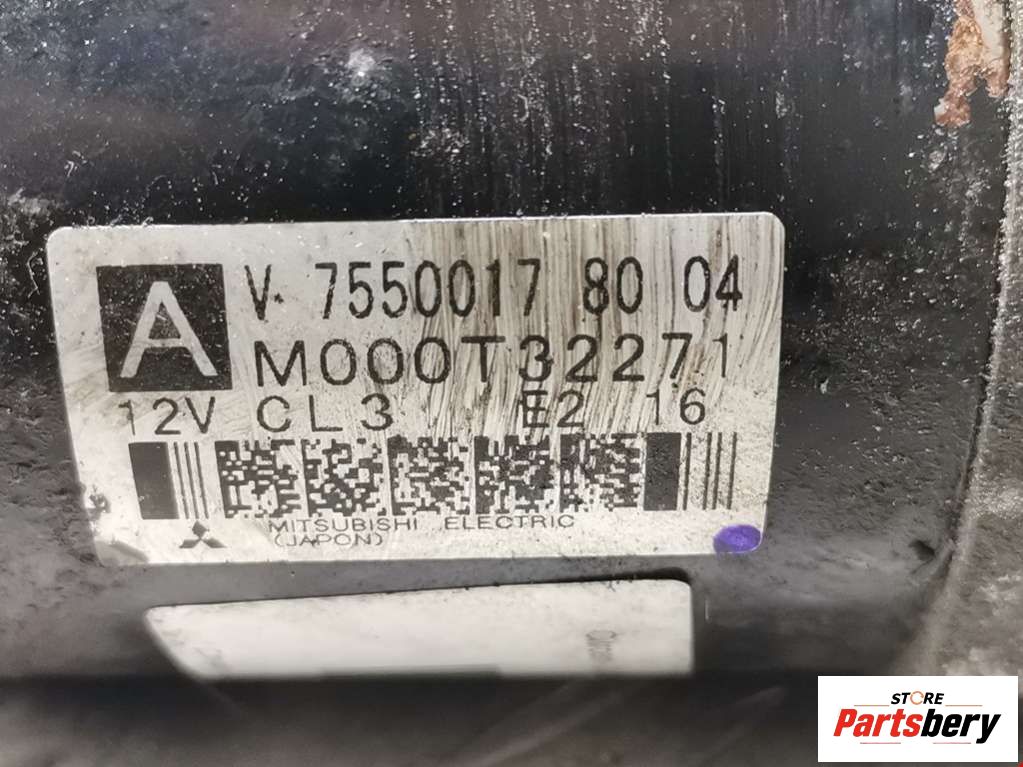 A
V. 7550017 80 04
M000T32271
12V CL3 E2 16
MITSUBISHI ELECTRIC
(JAPON)
STORE
Partsbery